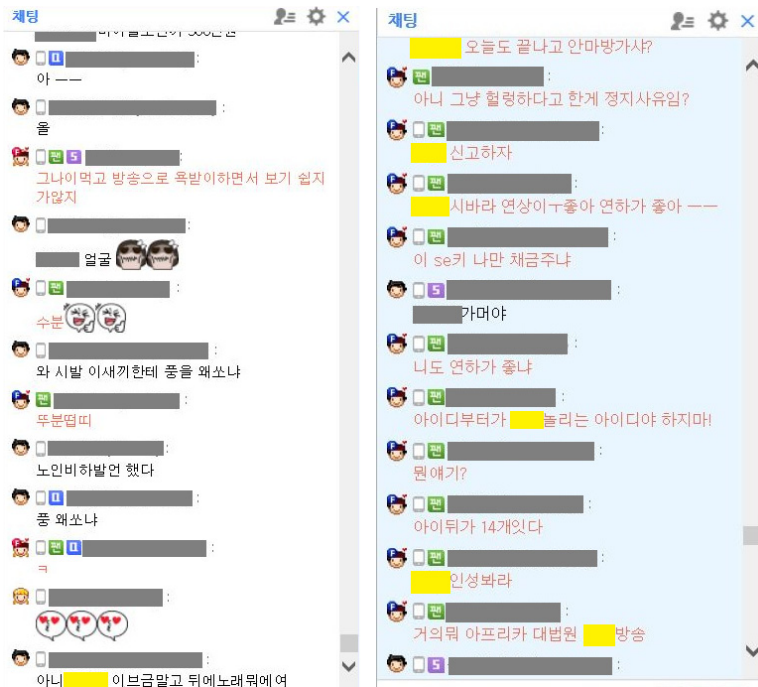 채팅
아 ㅡㅡ
:
올
그나이먹고 방송으로 욕받이하면서 보기 쉽지
가않지
얼굴
수분
와 시발 이새끼한테 풍을 왜쏘냐
뚜분떱띠
노인비하발언 했다
풍 왜쏘냐
ㅋ
아니 이브금말고 뒤에노래뭐에여
채팅
오늘도 끝나고 안마방가샤?
아니 그냥 헐렁하다고 한게 정지사유임?
신고하자
시바라 연상이ㅜ좋아 연하가 좋아 ㅡㅡ
이 se키 나만 채금주냐
가머야
니도 연하가 좋냐
아이디부터가 놀리는 아이디야 하지마!
뭔얘기?
아이뒤가 14개잇다
인성봐라
거의뭐 아프리카 대법원 방송